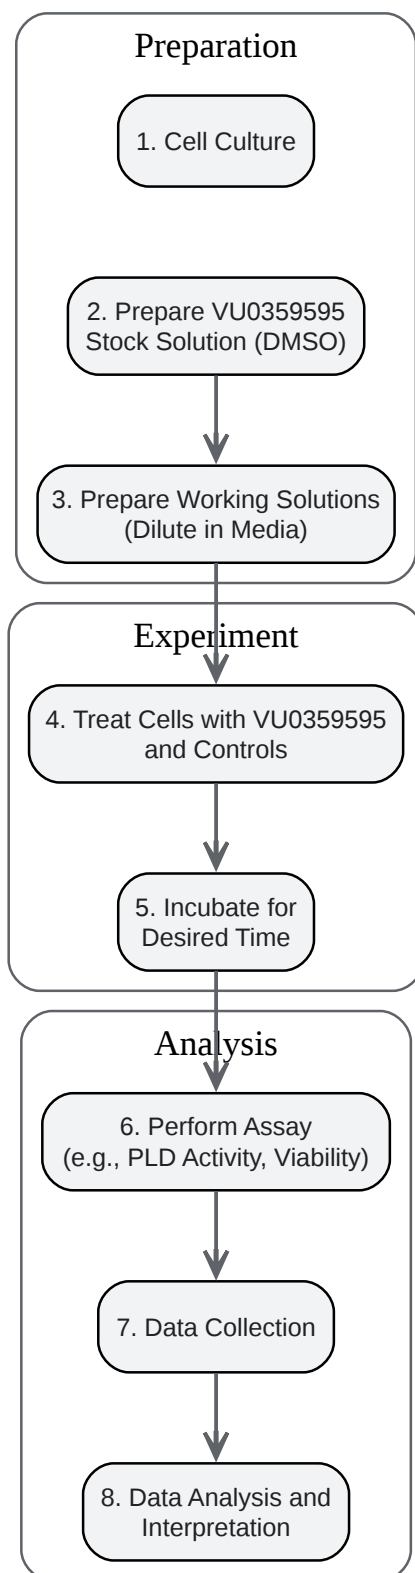 Preparation
1. Cell Culture
2. Prepare VU0359595
Stock Solution (DMSO)
3. Prepare Working Solutions
(Dilute in Media)
Experiment
4. Treat Cells with VU0359595
and Controls
5. Incubate for
Desired Time
Analysis
6. Perform Assay
(e.g., PLD Activity, Viability)
7. Data Collection
8. Data Analysis and
Interpretation